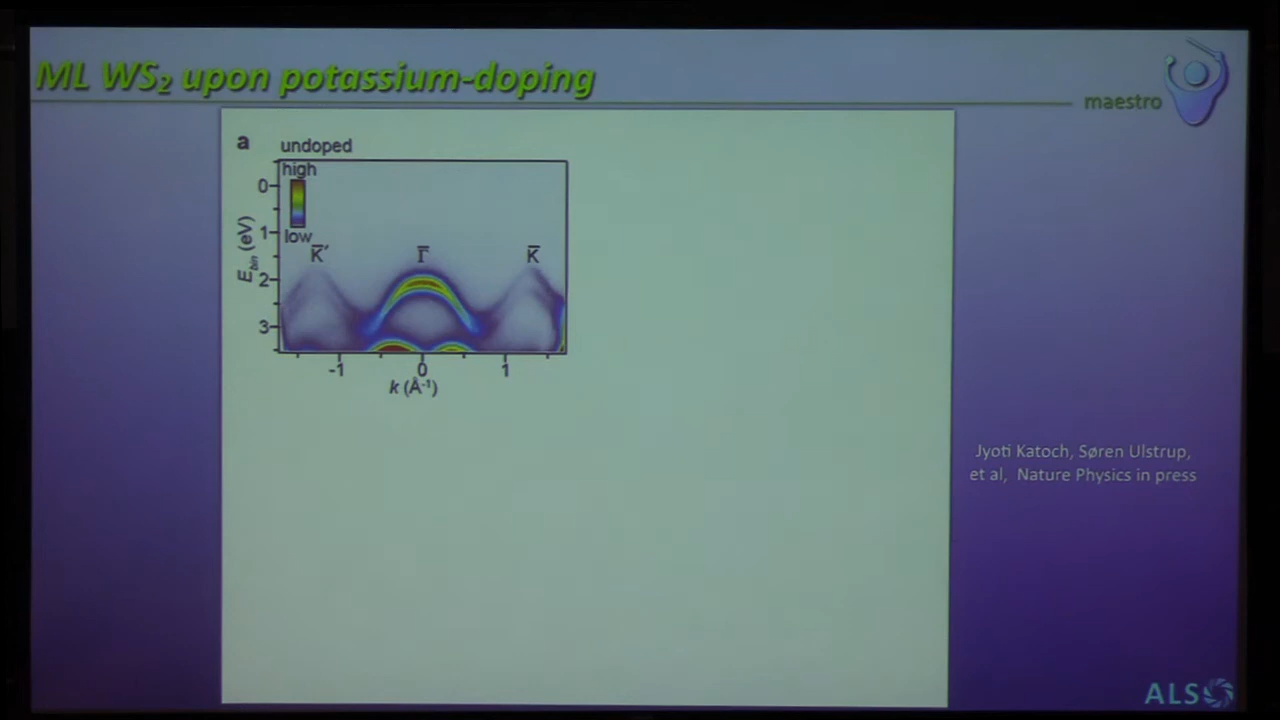 ML WS₂ upon potassium-doping
maestro
a undoped
high
low
0
1
2
3
E_bin (eV)
K̅′ Γ̅ K̅
-1 0 1
k (Å⁻¹)
Jyoti Katoch, Søren Ulstrup,
et al, Nature Physics in press
ALS